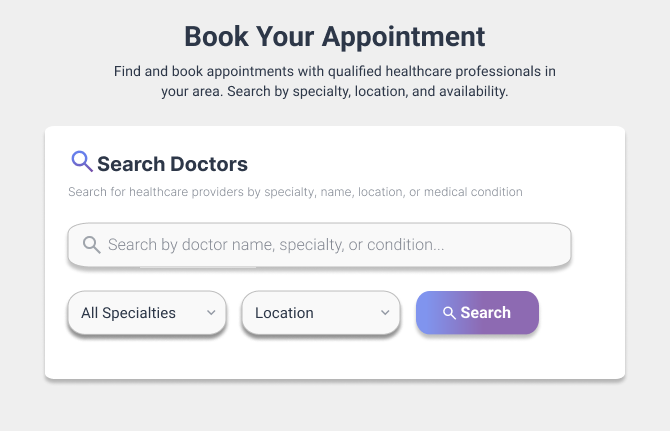 Book Your Appointment
Find and book appointments with qualified healthcare professionals in
your area. Search by specialty, location, and availability.
Search Doctors
Search for healthcare providers by specialty, name, location, or medical condition
Search by doctor name, specialty, or condition...
All Specialties
Location
Search